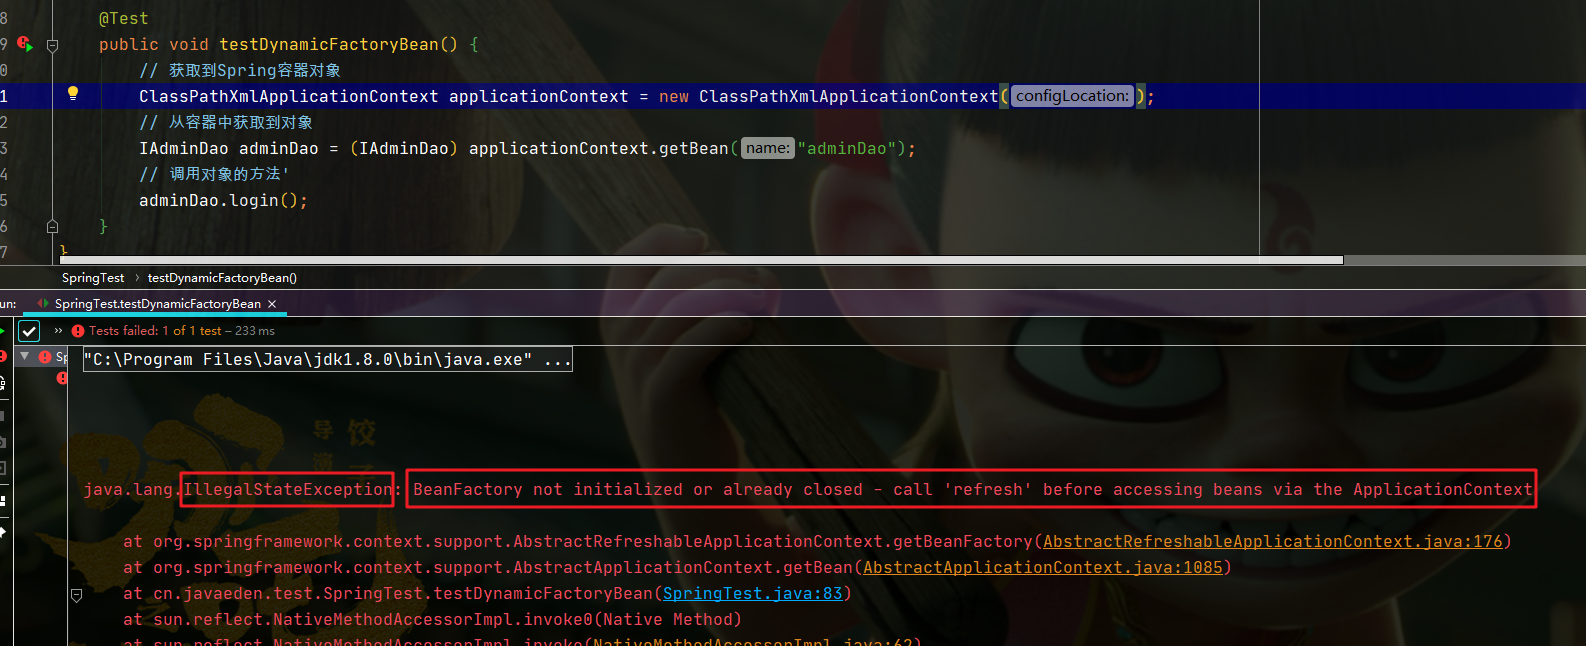 8 @Test
9 public void testDynamicFactoryBean() {
0 // 获取到Spring容器对象
1 ClassPathXmlApplicationContext applicationContext = new ClassPathXmlApplicationContext( configLocation: );
2 // 从容器中获取到对象
3 IAdminDao adminDao = (IAdminDao) applicationContext.getBean( name: "adminDao");
4 // 调用对象的方法'
5 adminDao.login();
6 }
7 }
SpringTest › testDynamicFactoryBean()
un: SpringTest.testDynamicFactoryBean ×
» Tests failed: 1 of 1 test – 233 ms
Sp
"C:\Program Files\Java\jdk1.8.0\bin\java.exe" ...
导 饺
java.lang.IllegalStateException: BeanFactory not initialized or already closed - call 'refresh' before accessing beans via the ApplicationContext
at org.springframework.context.support.AbstractRefreshableApplicationContext.getBeanFactory(AbstractRefreshableApplicationContext.java:176)
at org.springframework.context.support.AbstractApplicationContext.getBean(AbstractApplicationContext.java:1085)
at cn.javaeden.test.SpringTest.testDynamicFactoryBean(SpringTest.java:83)
at sun.reflect.NativeMethodAccessorImpl.invoke0(Native Method)
at sun.reflect.NativeMethodAccessorImpl.invoke(NativeMethodAccessorImpl.java:62)